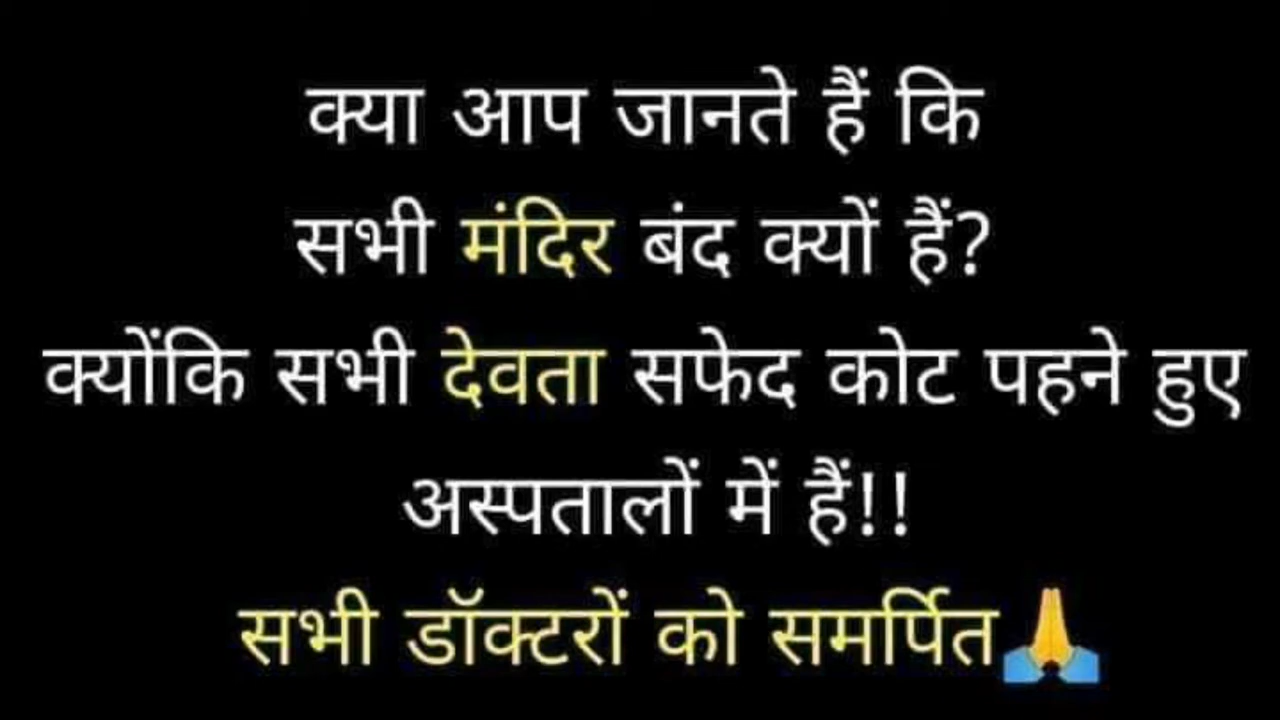 क्या आप जानते हैं कि
सभी मंदिर बंद क्यों हैं?
क्योंकि सभी देवता सफेद कोट पहने हुए
अस्पतालों में हैं!!
सभी डॉक्टरों को समर्पित🙏